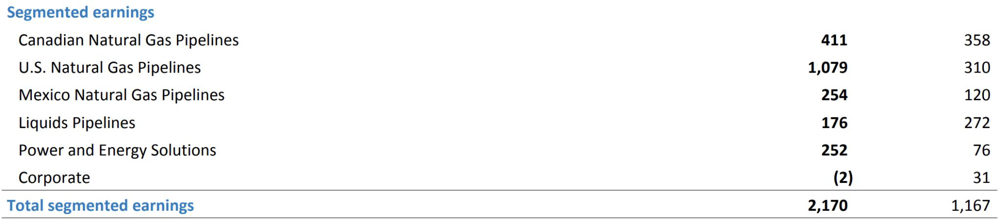 Segmented earnings
Canadian Natural Gas Pipelines 411 358
U.S. Natural Gas Pipelines 1,079 310
Mexico Natural Gas Pipelines 254 120
Liquids Pipelines 176 272
Power and Energy Solutions 252 76
Corporate (2) 31
Total segmented earnings 2,170 1,167